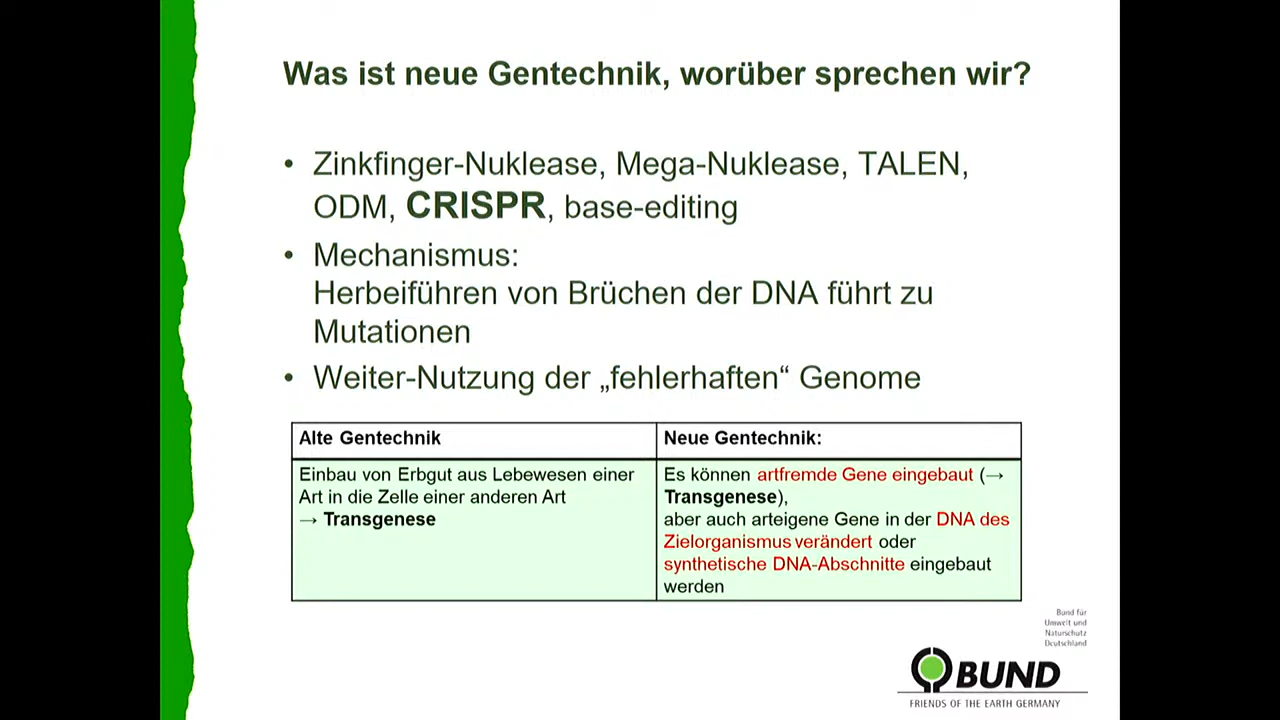 Was ist neue Gentechnik, worüber sprechen wir?
• Zinkfinger-Nuklease, Mega-Nuklease, TALEN,
ODM, CRISPR, base-editing
• Mechanismus:
Herbeiführen von Brüchen der DNA führt zu
Mutationen
• Weiter-Nutzung der „fehlerhaften“ Genome
Alte Gentechnik
Einbau von Erbgut aus Lebewesen einer
Art in die Zelle einer anderen Art
→ Transgenese
Neue Gentechnik:
Es können artfremde Gene eingebaut (→
Transgenese),
aber auch arteigene Gene in der DNA des
Zielorganismus verändert oder
synthetische DNA-Abschnitte eingebaut
werden
Bund für
Umwelt und
Naturschutz
Deutschland
BUND
FRIENDS OF THE EARTH GERMANY